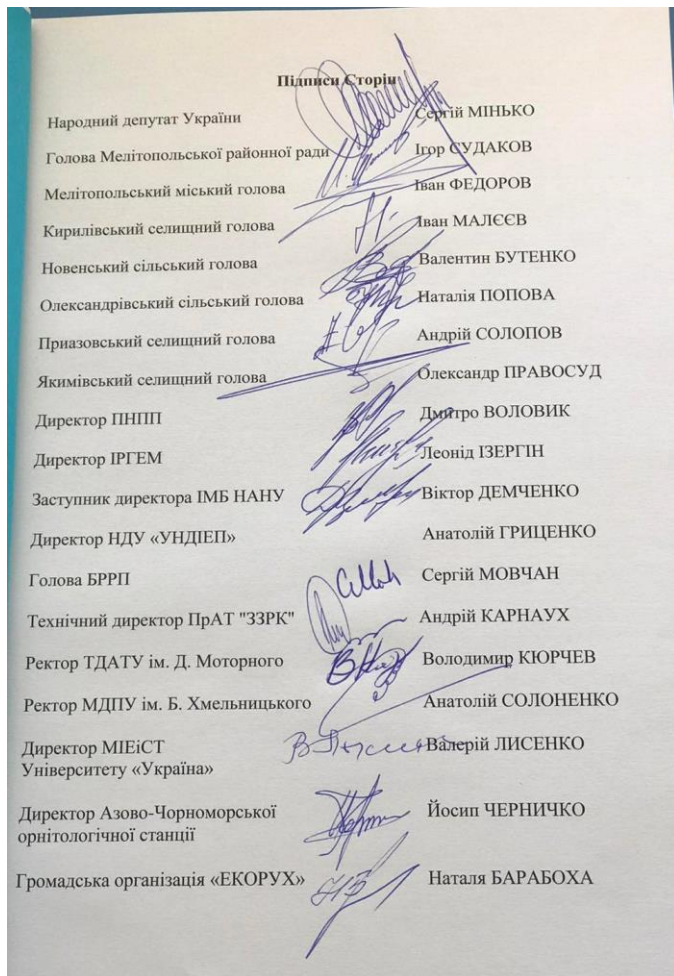 Підписи Сторін
Народний депутат України Сергій МІНЬКО
Голова Мелітопольської районної ради Ігор СУДАКОВ
Мелітопольський міський голова Іван ФЕДОРОВ
Кирилівський селищний голова Іван МАЛЄЄВ
Новенський сільський голова Валентин БУТЕНКО
Олександрівський сільський голова Наталія ПОПОВА
Приазовський селищний голова Андрій СОЛОПОВ
Якимівський селищний голова Олександр ПРАВОСУД
Директор ПНПП Дмитро ВОЛОВИК
Директор ІРГЕМ Леонід ІЗЕРГІН
Заступник директора ІМБ НАНУ Віктор ДЕМЧЕНКО
Директор НДУ «УНДІЕП» Анатолій ГРИЦЕНКО
Голова БРРП Сергій МОВЧАН
Технічний директор ПрАТ "ЗЗРК" Андрій КАРНАУХ
Ректор ТДАТУ ім. Д. Моторного Володимир КЮРЧЕВ
Ректор МДПУ ім. Б. Хмельницького Анатолій СОЛОНЕНКО
Директор МІЕіСТ Валерій ЛИСЕНКО
Університету «Україна»
Директор Азово-Чорноморської Йосип ЧЕРНИЧКО
орнітологічної станції
Громадська організація «ЕКОРУХ» Наталя БАРАБОХА